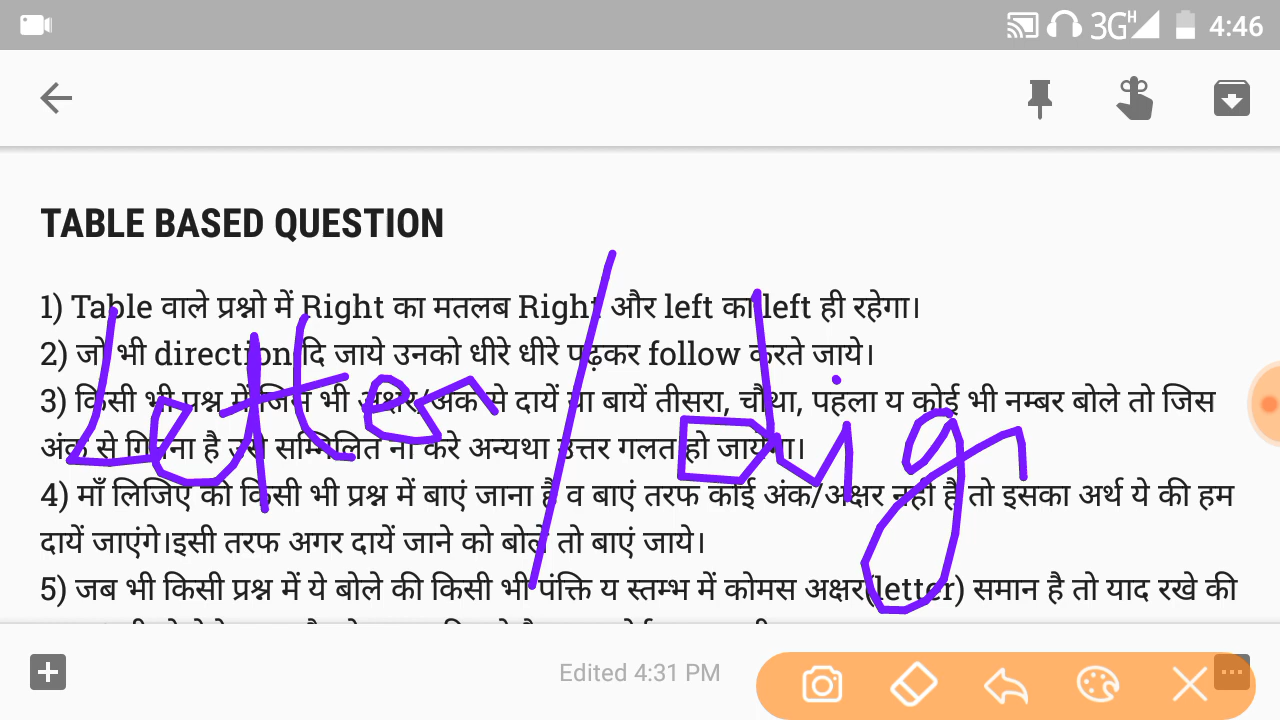 3G H 4:46
TABLE BASED QUESTION
1) Table वाले प्रश्नो में Right का मतलब Right और left का left ही रहेगा।
2) जो भी direction दि जाये उनको धीरे धीरे पढ़कर follow करते जाये।
3) किसी भी प्रश्न में जिस भी अक्षर/अंक से दायें या बायें तीसरा, चौथा, पहला य कोई भी नम्बर बोले तो जिस
अंक से गिनना है उसे सम्मिलित ना करे अन्यथा उत्तर गलत हो जायेगा।
4) माँ लिजिए की किसी भी प्रश्न में बाएं जाना है व बाएं तरफ कोई अंक/अक्षर नही है तो इसका अर्थ ये की हम
दायें जाएंगे।इसी तरफ अगर दायें जाने को बोले तो बाएं जाये।
5) जब भी किसी प्रश्न में ये बोले की किसी भी पंक्ति य स्तम्भ में कोमस अक्षर(letter) समान है तो याद रखे की
letter / dig
Edited 4:31 PM